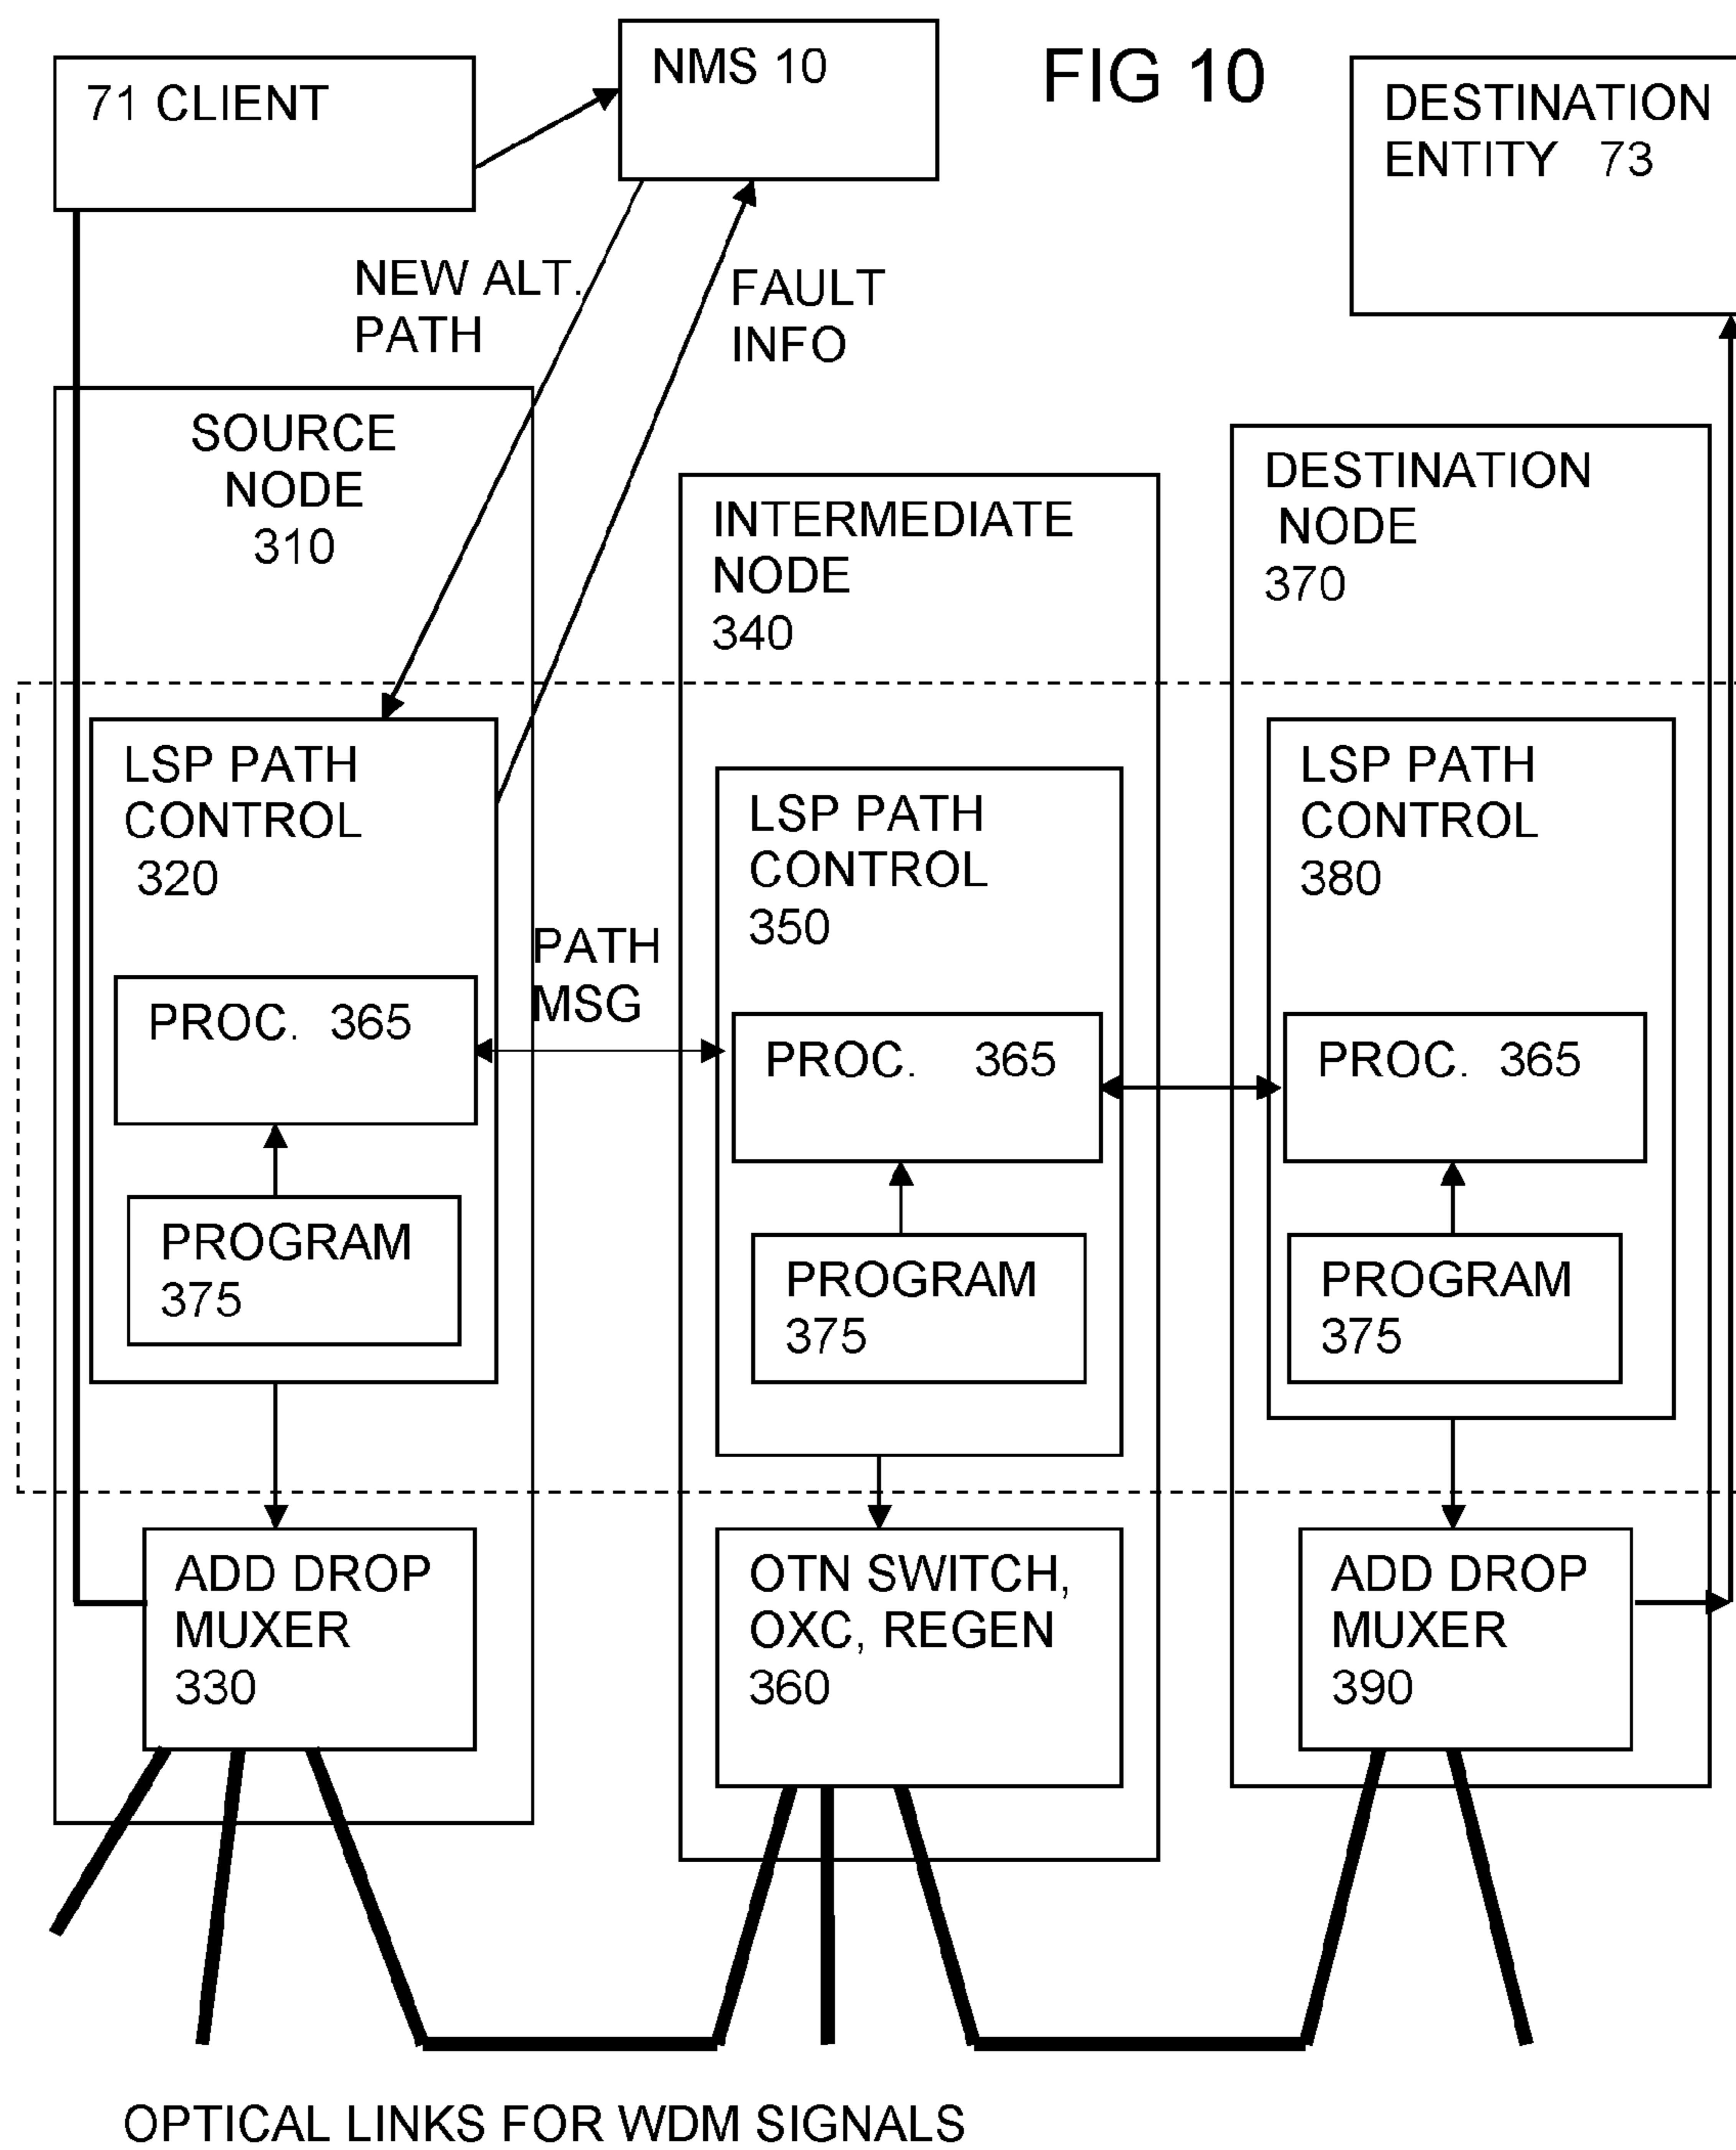 71 CLIENT
NMS 10
FIG 10
DESTINATION
ENTITY 73
NEW ALT.
PATH
FAULT
INFO
SOURCE
NODE
310
INTERMEDIATE
NODE
340
DESTINATION
NODE
370
LSP PATH
CONTROL
320
LSP PATH
CONTROL
350
LSP PATH
CONTROL
380
PATH
MSG
PROC. 365
PROC. 365
PROC. 365
PROGRAM
375
PROGRAM
375
PROGRAM
375
ADD DROP
MUXER
330
OTN SWITCH,
OXC, REGEN
360
ADD DROP
MUXER
390
OPTICAL LINKS FOR WDM SIGNALS